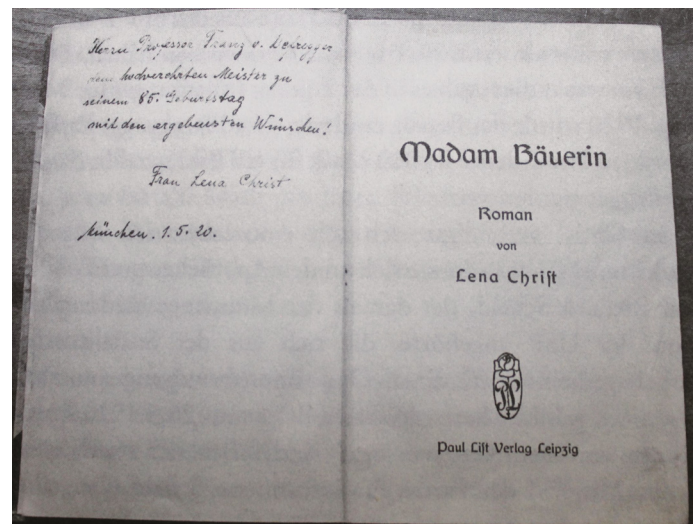 Herrn Professor Franz v. Defregger
dem hochverehrten Meister zu
seinem 85. Geburtstag
mit den ergebensten Wünschen!
Frau Lena Christ
München. 1.5.20.
Madam Bäuerin
Roman
von
Lena Chriſt
Paul Liſt Verlag Leipzig